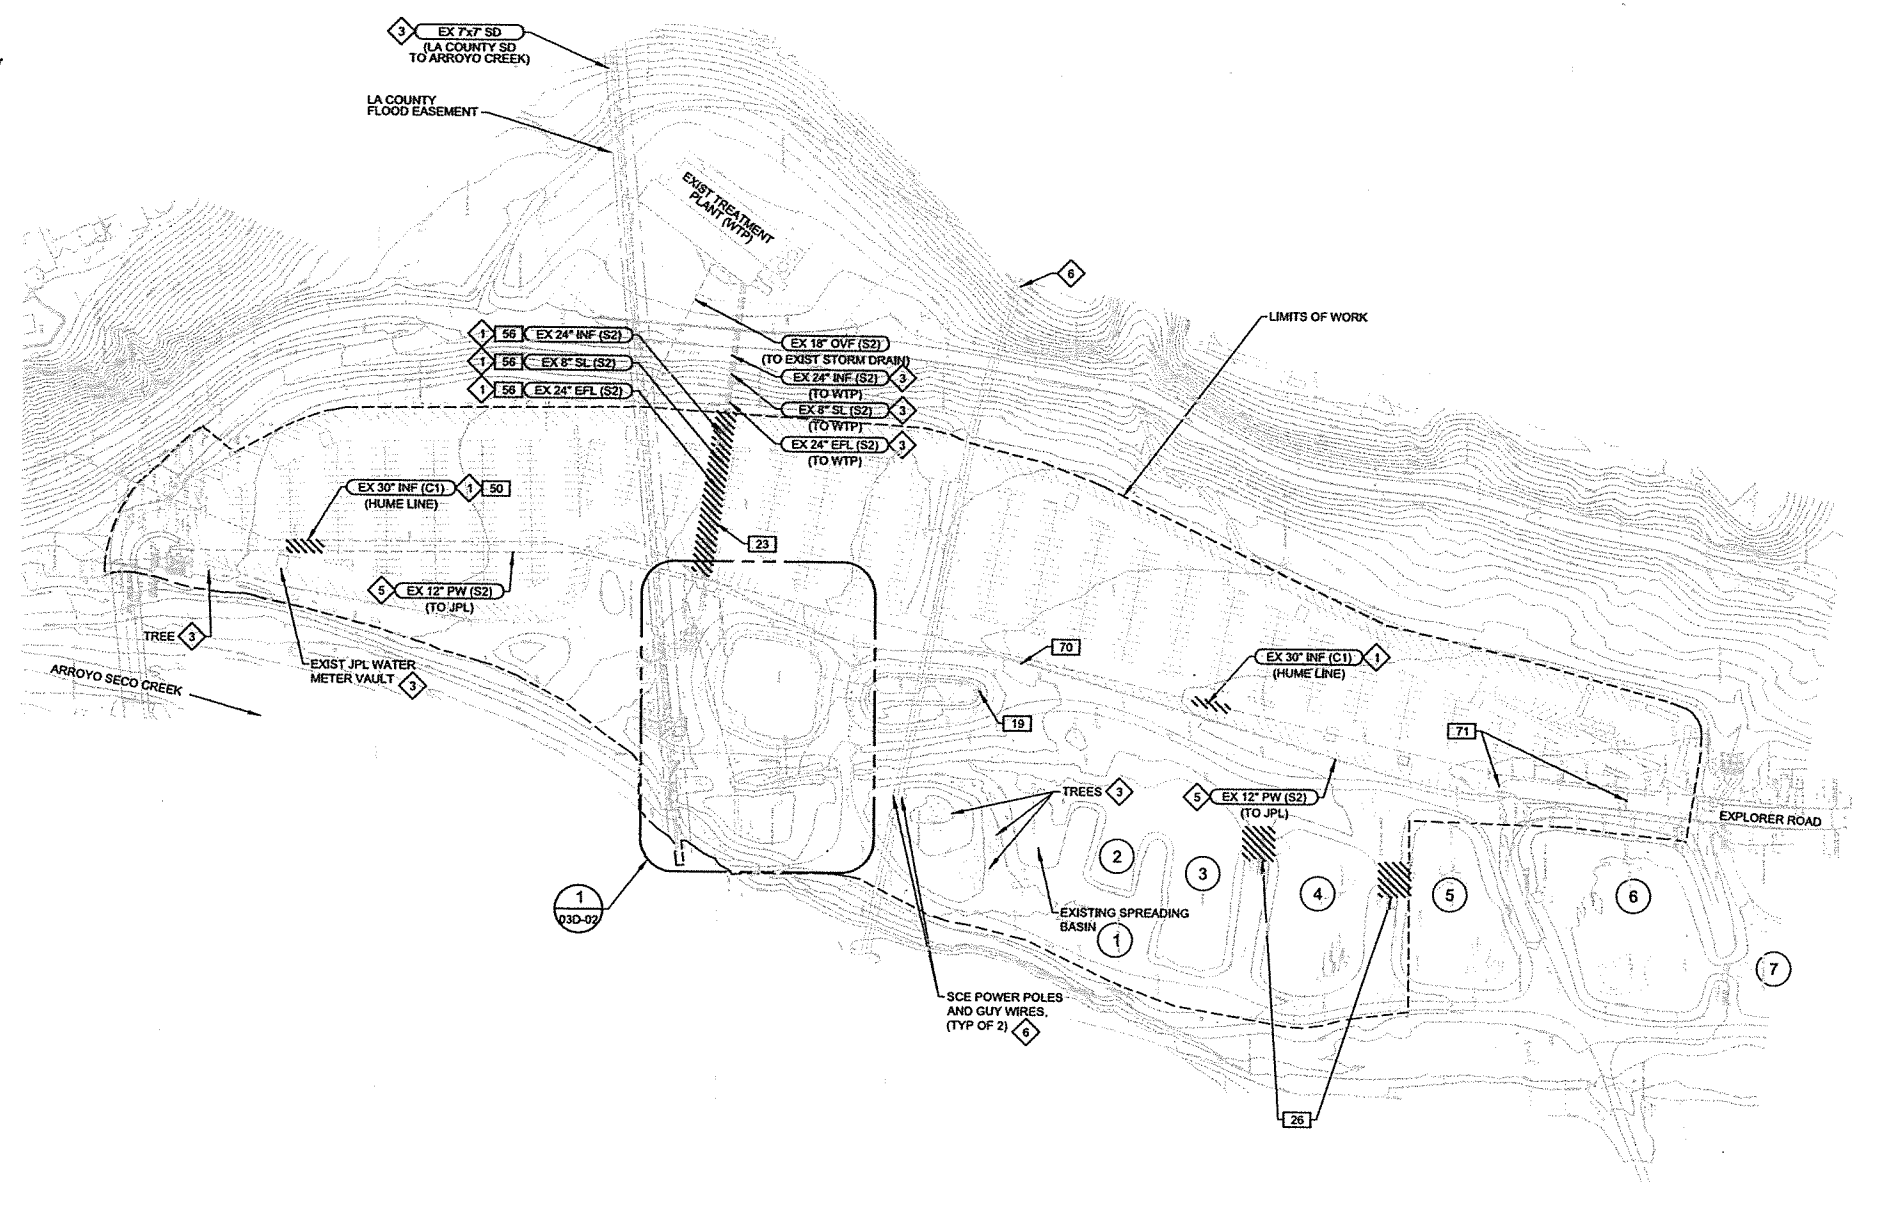 3 EX 7'x7' SD
(LA COUNTY SD
TO ARROYO CREEK)
LA COUNTY
FLOOD EASEMENT
EXIST TREATMENT
PLANT (WTP)
6
LIMITS OF WORK
1 56 EX 24" INF (S2)
1 56 EX 8" SL (S2)
1 56 EX 24" EFL (S2)
EX 18" OVF (S2)
(TO EXIST STORM DRAIN)
EX 24" INF (S2) 3
(TO WTP)
EX 8" SL (S2) 3
(TO WTP)
EX 24" EFL (S2) 3
(TO WTP)
EX 30" INF (C1) 1 50
(HUME LINE)
23
5 EX 12" PW (S2)
(TO JPL)
TREE 3
EXIST JPL WATER
METER VAULT 3
ARROYO SECO CREEK
70
EX 30" INF (C1) 1
(HUME LINE)
19
71
TREES 3
5 EX 12" PW (S2)
(TO JPL)
EXPLORER ROAD
2
3
4
5
6
1
03D-02
EXISTING SPREADING
BASIN
1
7
SCE POWER POLES
AND GUY WIRES,
(TYP OF 2) 6
26